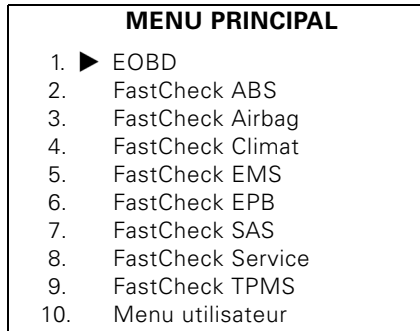 MENU PRINCIPAL
1. ▶ EOBD
2. FastCheck ABS
3. FastCheck Airbag
4. FastCheck Climat
5. FastCheck EMS
6. FastCheck EPB
7. FastCheck SAS
8. FastCheck Service
9. FastCheck TPMS
10. Menu utilisateur